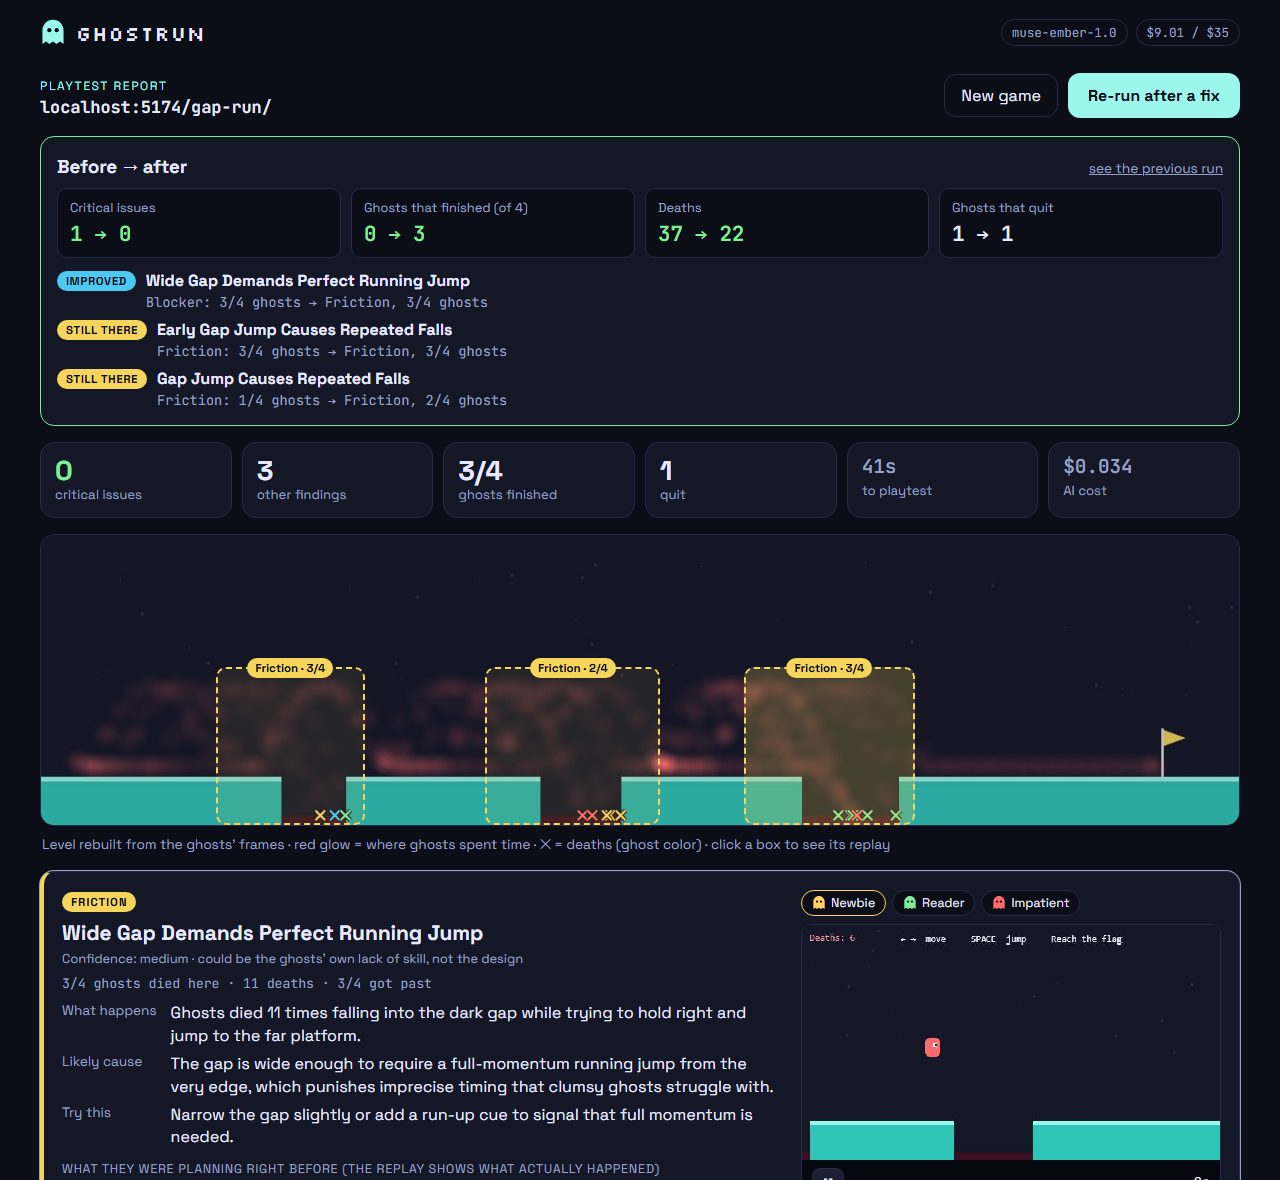 GHOSTRUN
muse-ember-1.0
$9.01 / $35
PLAYTEST REPORT
localhost:5174/gap-run/
New game
Re-run after a fix
Before → after
see the previous run
Critical issues
1 → 0
Ghosts that finished (of 4)
0 → 3
Deaths
37 → 22
Ghosts that quit
1 → 1
IMPROVED
Wide Gap Demands Perfect Running Jump
Blocker: 3/4 ghosts → Friction, 3/4 ghosts
STILL THERE
Early Gap Jump Causes Repeated Falls
Friction: 3/4 ghosts → Friction, 3/4 ghosts
STILL THERE
Gap Jump Causes Repeated Falls
Friction: 1/4 ghosts → Friction, 2/4 ghosts
0
critical issues
3
other findings
3/4
ghosts finished
1
quit
41s
to playtest
$0.034
AI cost
Friction · 3/4
Friction · 2/4
Friction · 3/4
Level rebuilt from the ghosts' frames · red glow = where ghosts spent time · ✕ = deaths (ghost color) · click a box to see its replay
FRICTION
Wide Gap Demands Perfect Running Jump
Confidence: medium · could be the ghosts' own lack of skill, not the design
3/4 ghosts died here · 11 deaths · 3/4 got past
What happens
Ghosts died 11 times falling into the dark gap while trying to hold right and
jump to the far platform.
Likely cause
The gap is wide enough to require a full-momentum running jump from the
very edge, which punishes imprecise timing that clumsy ghosts struggle with.
Try this
Narrow the gap slightly or add a run-up cue to signal that full momentum is
needed.
WHAT THEY WERE PLANNING RIGHT BEFORE (THE REPLAY SHOWS WHAT ACTUALLY HAPPENED)
Newbie
Reader
Impatient
Deaths: 6
← → move
SPACE jump
Reach the flag